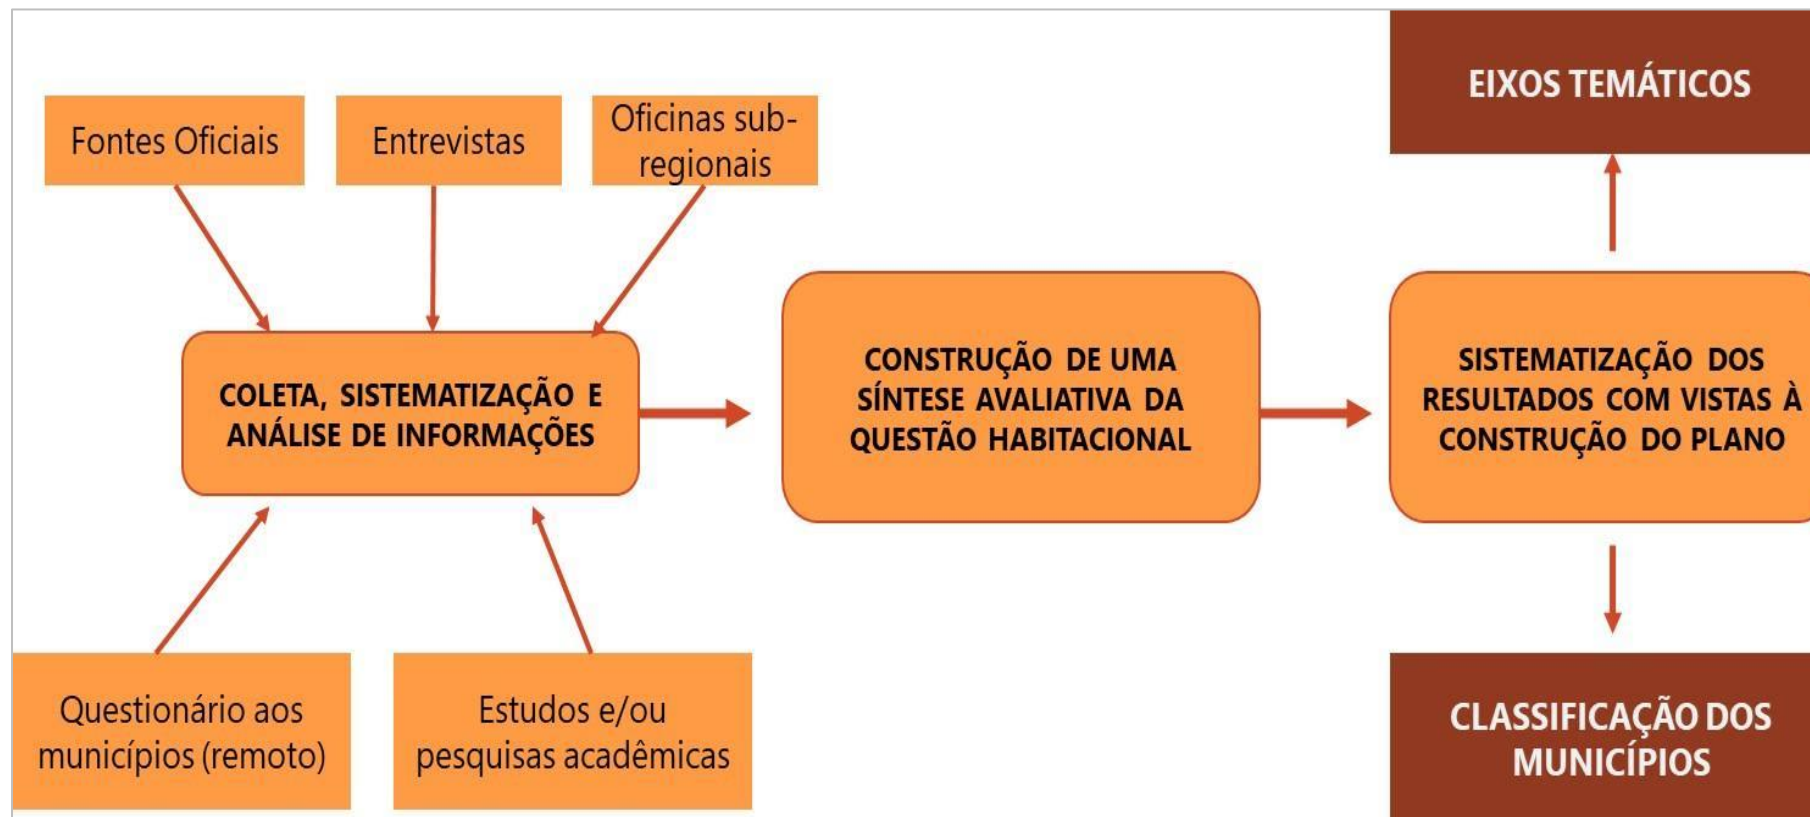 EIXOS TEMÁTICOS
Fontes Oficiais
Entrevistas
Oficinas sub-
regionais
COLETA, SISTEMATIZAÇÃO E
ANÁLISE DE INFORMAÇÕES
CONSTRUÇÃO DE UMA
SÍNTESE AVALIATIVA DA
QUESTÃO HABITACIONAL
SISTEMATIZAÇÃO DOS
RESULTADOS COM VISTAS À
CONSTRUÇÃO DO PLANO
Questionário aos
municípios (remoto)
Estudos e/ou
pesquisas acadêmicas
CLASSIFICAÇÃO DOS
MUNICÍPIOS